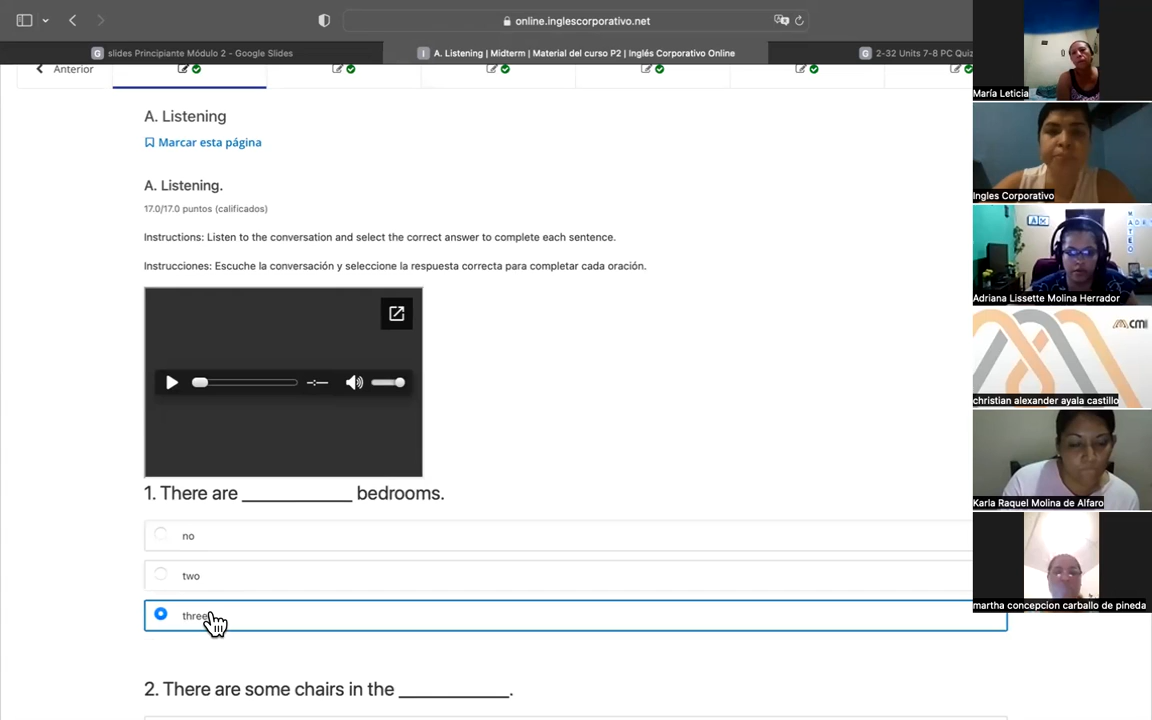 online.inglescorporativo.net
G slides Principiante Módulo 2 - Google Slides
I A. Listening | Midterm | Material del curso P2 | Inglés Corporativo Online
G 2-32 Units 7-8 PC Quiz
Anterior
A. Listening
Marcar esta página
A. Listening.
17.0/17.0 puntos (calificados)
Instructions: Listen to the conversation and select the correct answer to complete each sentence.
Instrucciones: Escuche la conversación y seleccione la respuesta correcta para completar cada oración.
-:--
1. There are ____________ bedrooms.
no
two
three
2. There are some chairs in the ____________.
María Leticia
Ingles Corporativo
Adriana Lissette Molina Herrador
cmi
christian alexander ayala castillo
Karla Raquel Molina de Alfaro
martha concepcion carballo de pineda